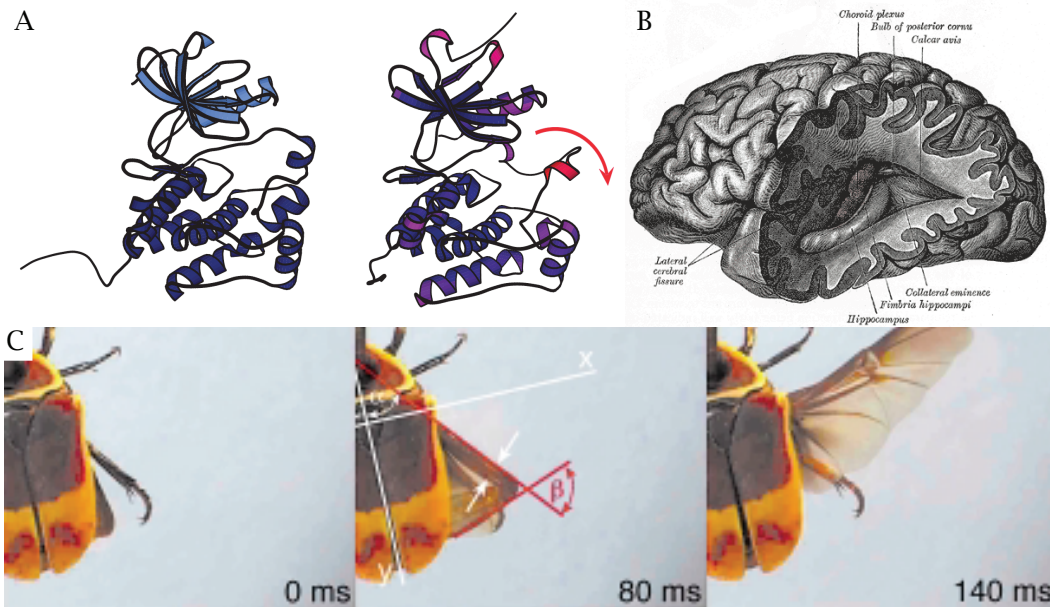 A
B
Choroid plexus
Bulb of posterior cornu
Calcar avis
Lateral
cerebral
fissure
Collateral eminence
Fimbria hippocampi
Hippocampus
C
0 ms
x
α
β
y
80 ms
140 ms